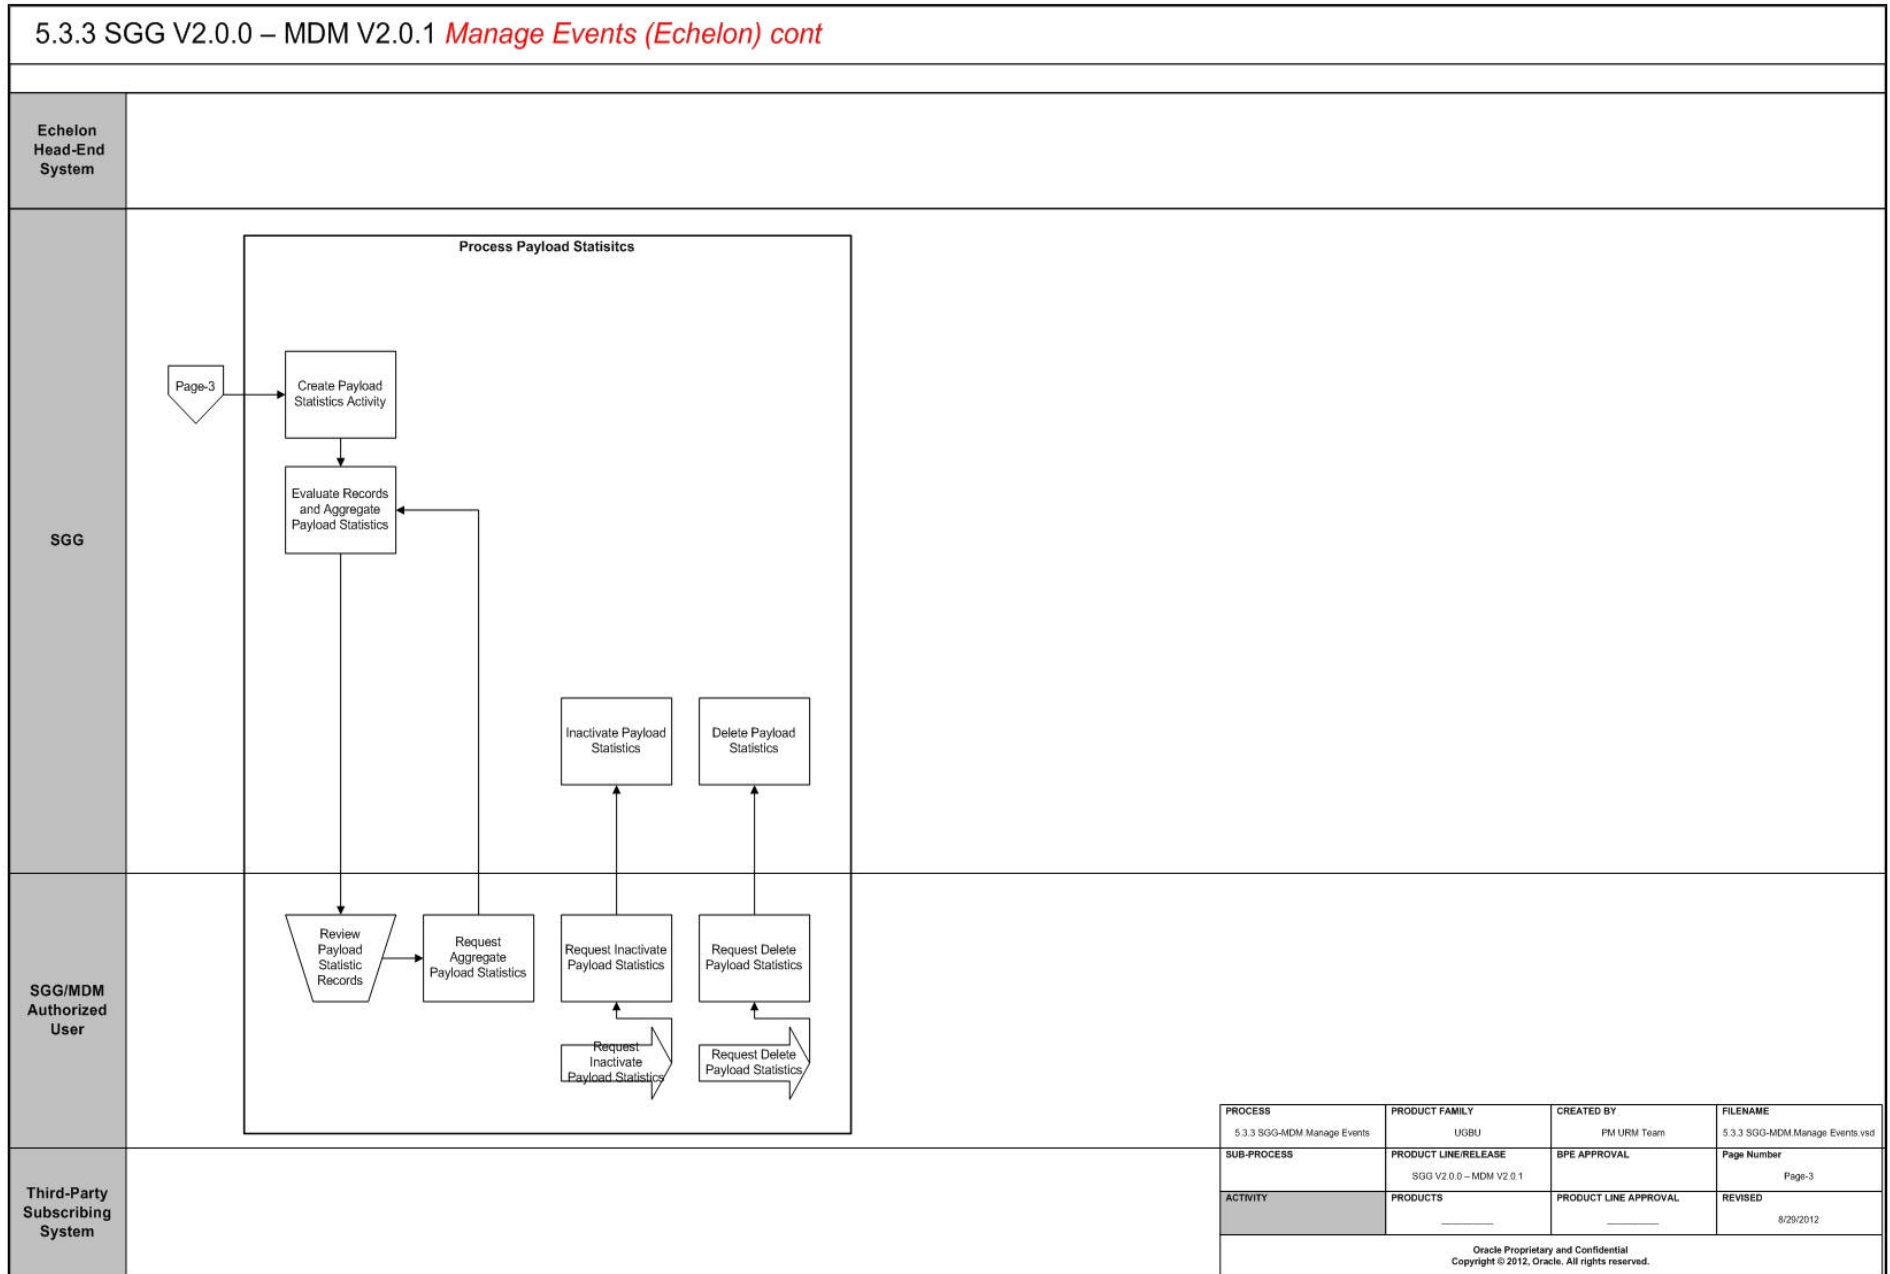 5.3.3 SGG V2.0.0 – MDM V2.0.1 Manage Events (Echelon) cont
Echelon
Head-End
System
SGG
Process Payload Statisitcs
Page-3
Create Payload
Statistics Activity
Evaluate Records
and Aggregate
Payload Statistics
Inactivate Payload
Statistics
Delete Payload
Statistics
SGG/MDM
Authorized
User
Review
Payload
Statistic
Records
Request
Aggregate
Payload Statistics
Request Inactivate
Payload Statistics
Request Delete
Payload Statistics
Request
Inactivate
Payload Statistics
Request Delete
Payload Statistics
Third-Party
Subscribing
System
PROCESS
5.3.3 SGG-MDM.Manage Events
PRODUCT FAMILY
UGBU
CREATED BY
PM URM Team
FILENAME
5.3.3 SGG-MDM.Manage Events.vsd
SUB-PROCESS
PRODUCT LINE/RELEASE
SGG V2.0.0 – MDM V2.0.1
BPE APPROVAL
Page Number
Page-3
ACTIVITY
PRODUCTS
PRODUCT LINE APPROVAL
REVISED
8/29/2012
Oracle Proprietary and Confidential
Copyright © 2012, Oracle. All rights reserved.